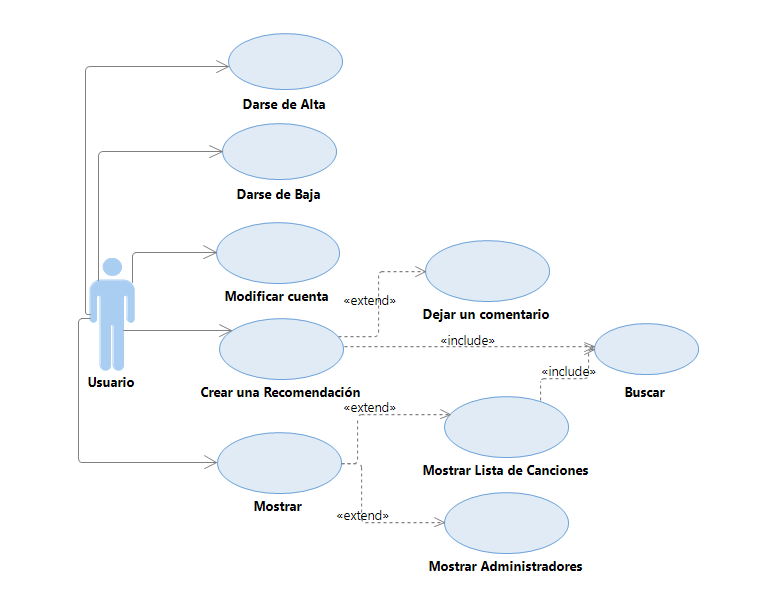 Darse de Alta
Darse de Baja
Modificar cuenta
«extend»
Dejar un comentario
«include»
Usuario
Crear una Recomendación
«include»
Buscar
«extend»
Mostrar Lista de Canciones
Mostrar
«extend»
Mostrar Administradores